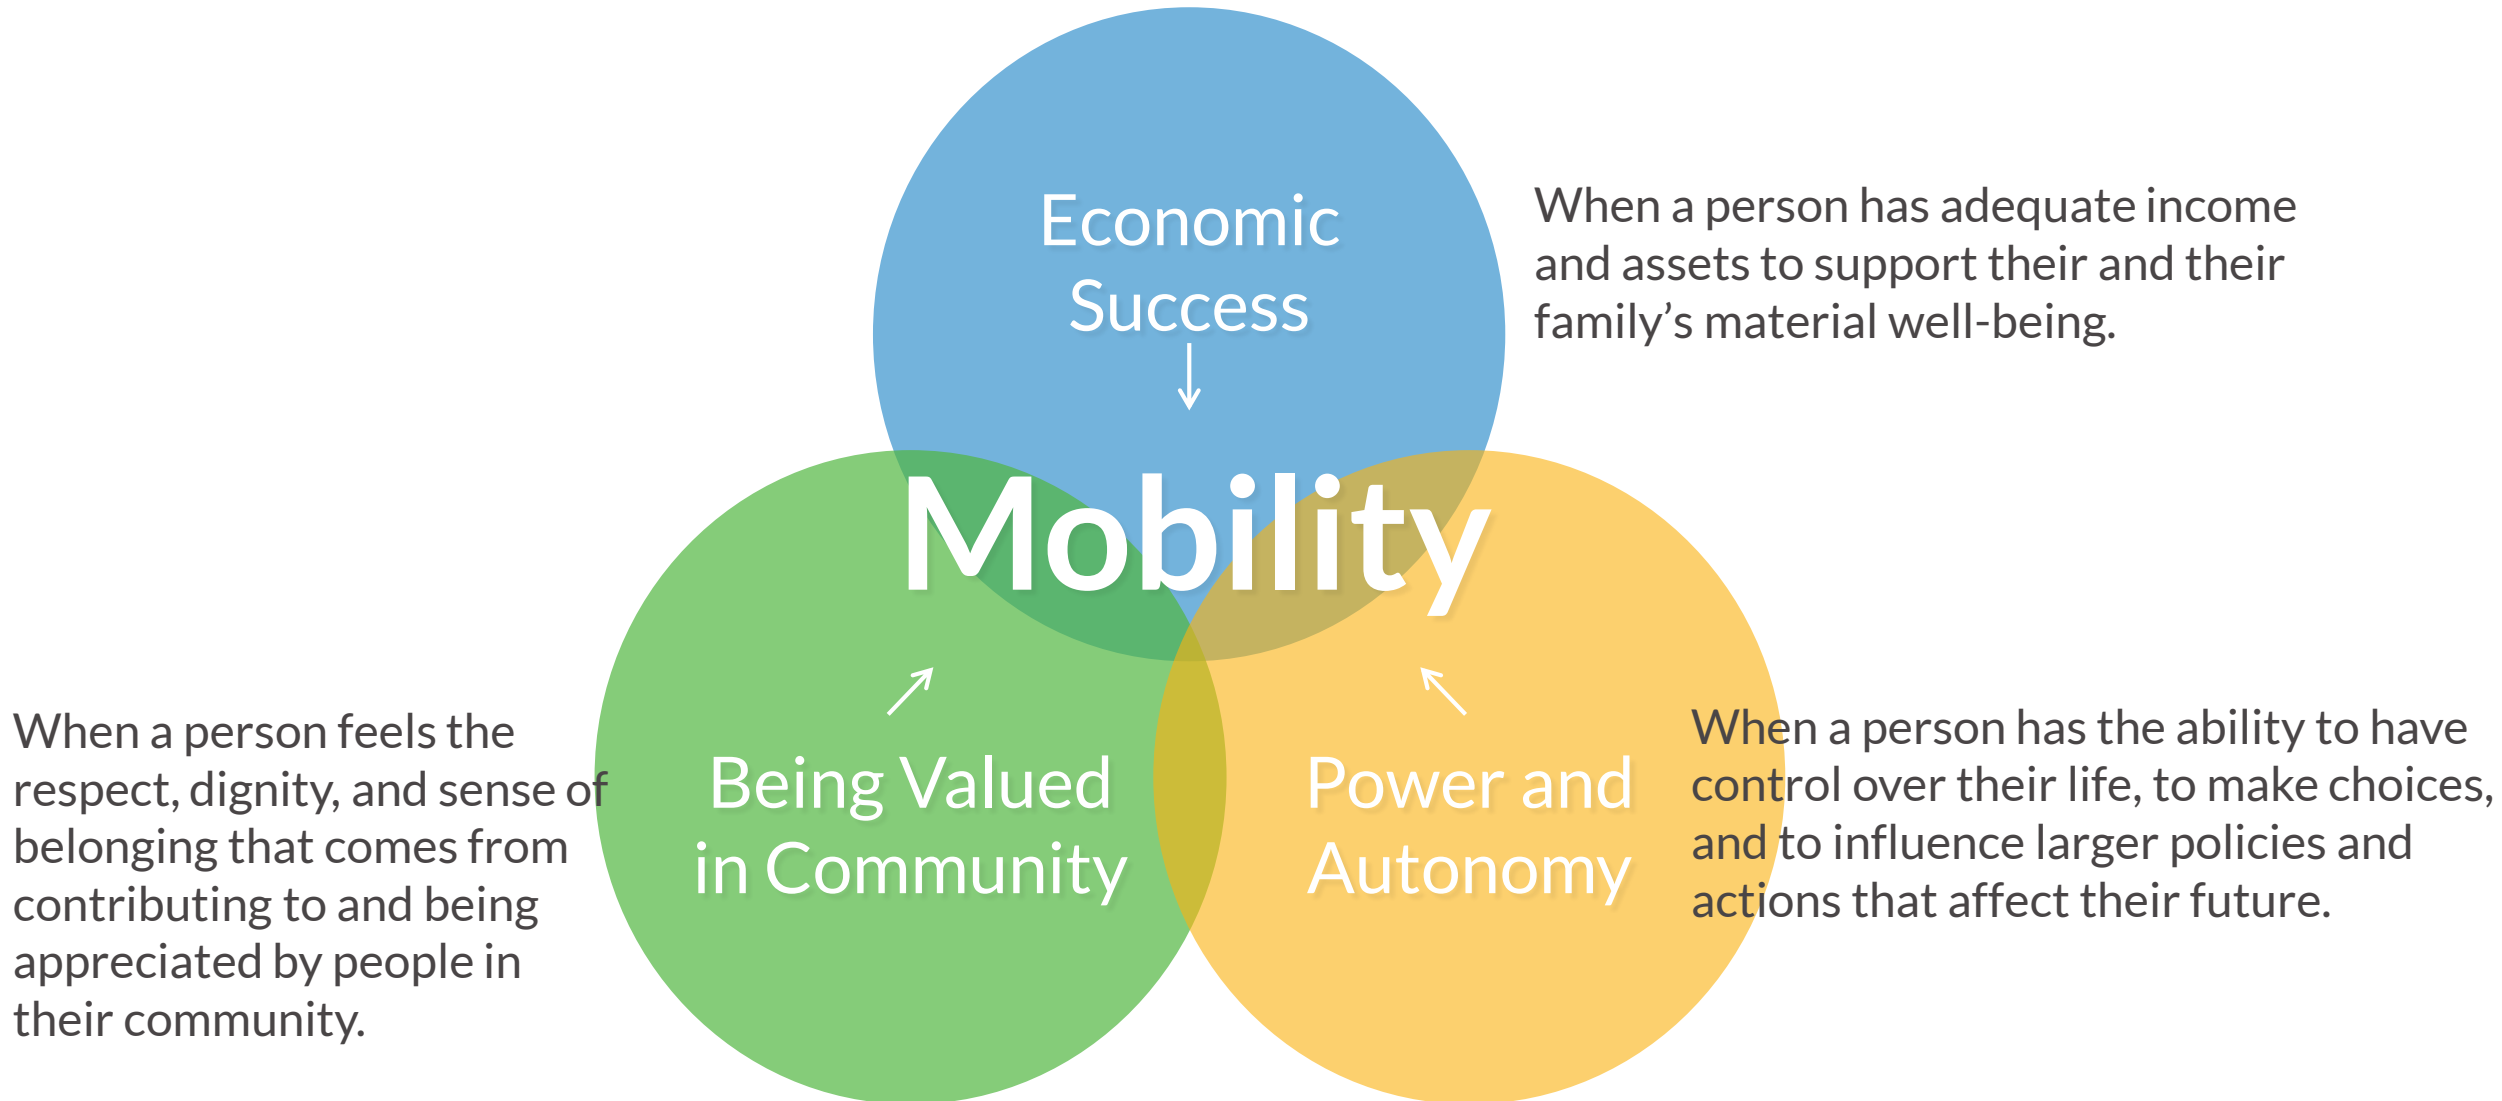 Economic
Success
When a person has adequate income
and assets to support their and their
family’s material well-being.
Mobility
When a person feels the
respect, dignity, and sense of
belonging that comes from
contributing to and being
appreciated by people in
their community.
Being Valued
in Community
Power and
Autonomy
When a person has the ability to have
control over their life, to make choices,
and to influence larger policies and
actions that affect their future.